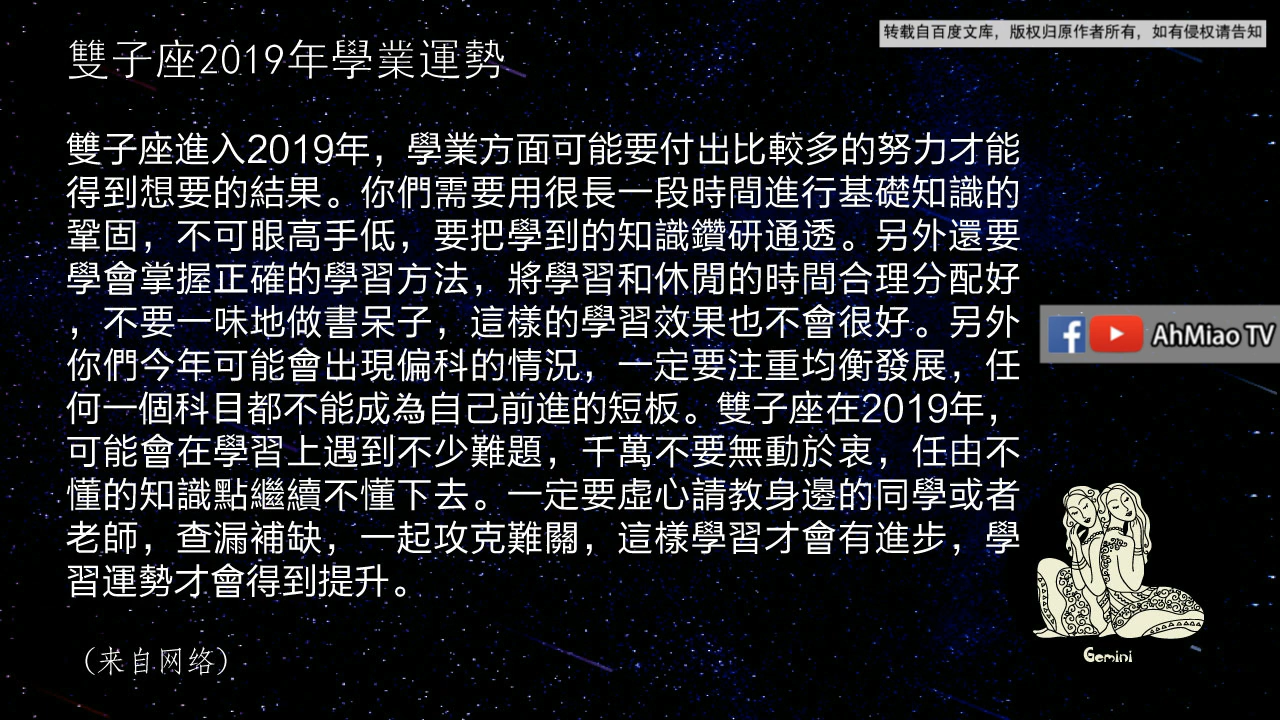 转载自百度文库，版权归原作者所有，如有侵权请告知
雙子座2019年學業運勢
雙子座進入2019年，學業方面可能要付出比較多的努力才能
得到想要的結果。你們需要用很長一段時間進行基礎知識的
鞏固，不可眼高手低，要把學到的知識鑽研通透。另外還要
學會掌握正確的學習方法，將學習和休閒的時間合理分配好
，不要一味地做書呆子，這樣的學習效果也不會很好。另外
你們今年可能會出現偏科的情況，一定要注重均衡發展，任
何一個科目都不能成為自己前進的短板。雙子座在2019年，
可能會在學習上遇到不少難題，千萬不要無動於衷，任由不
懂的知識點繼續不懂下去。一定要虛心請教身邊的同學或者
老師，查漏補缺，一起攻克難關，這樣學習才會有進步，學
習運勢才會得到提升。
AhMiao TV
Gemini
（来自网络）